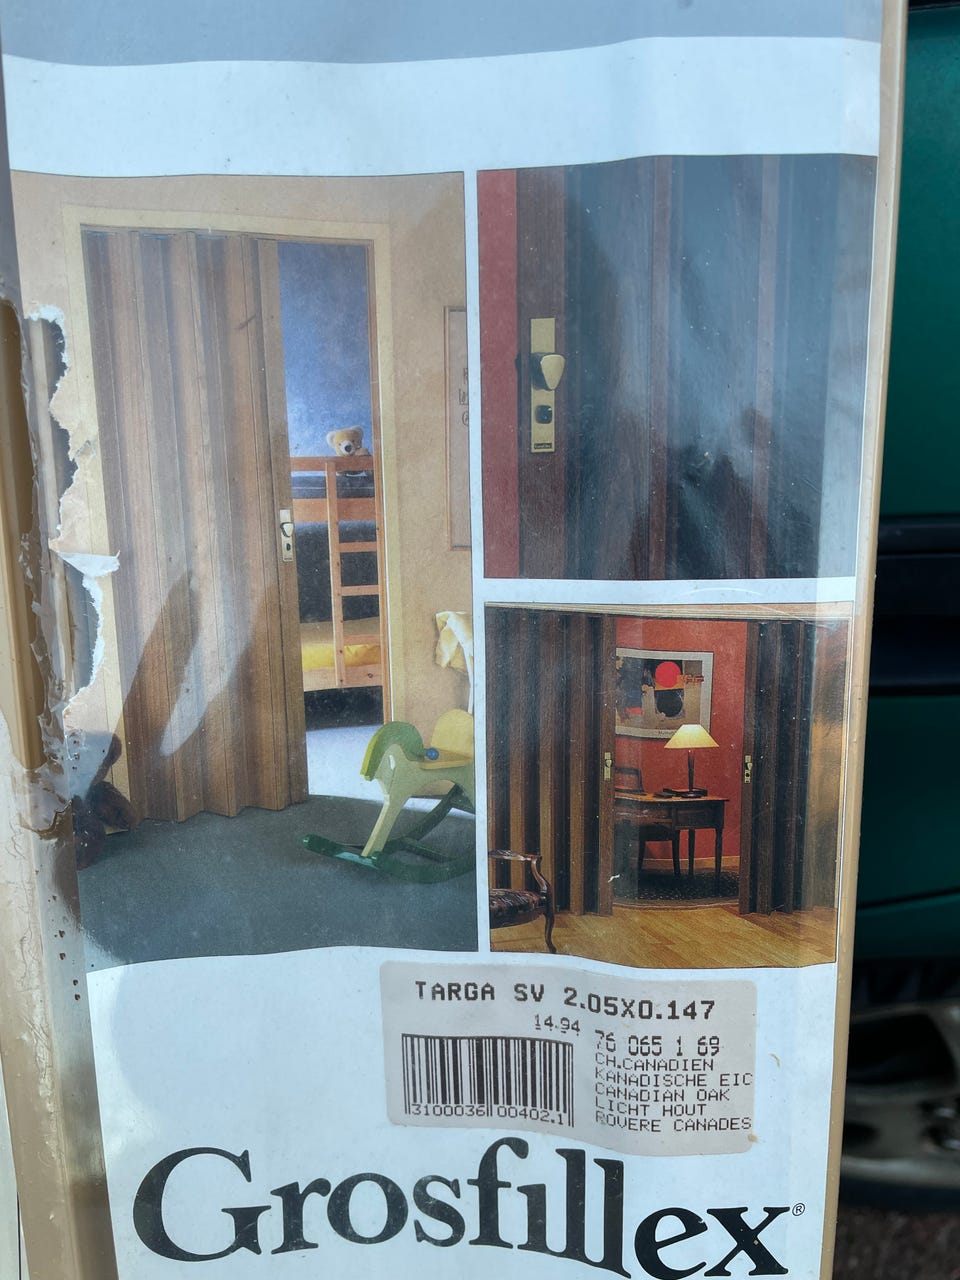 TARGA SV 2.05X0.147
14.94 76 065 1 69
CH.CANADIEN
KANADISCHE EIC
CANADIAN OAK
LICHT HOUT
ROVERE CANADES
3100036 00402.1
Grosfillex®